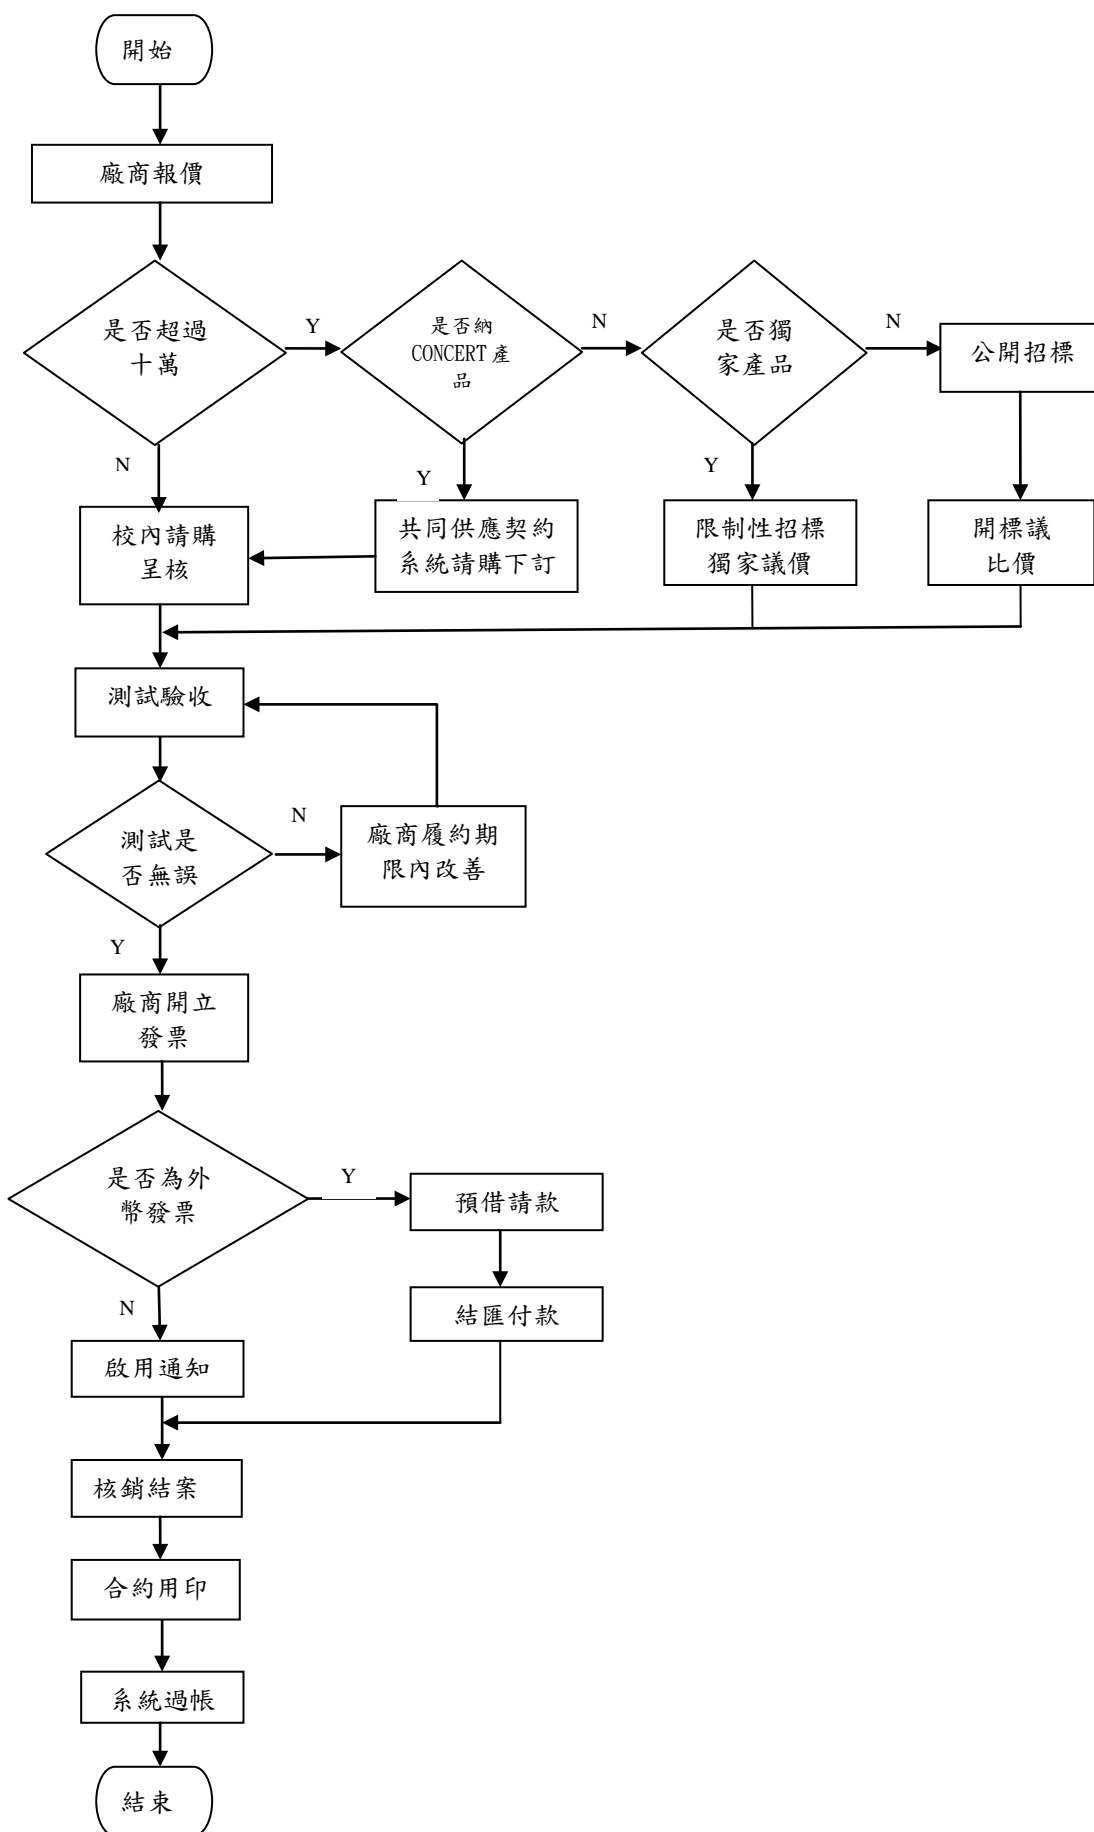 開始
廠商報價
是否超過
十萬
Y
是否納
CONCERT 產
品
N
是否獨
家產品
N
公開招標
N
Y
Y
校內請購
呈核
共同供應契約
系統請購下訂
限制性招標
獨家議價
開標議
比價
測試驗收
測試是
否無誤
N
廠商履約期
限內改善
Y
廠商開立
發票
是否為外
幣發票
Y
預借請款
結匯付款
N
啟用通知
核銷結案
合約用印
系統過帳
結束